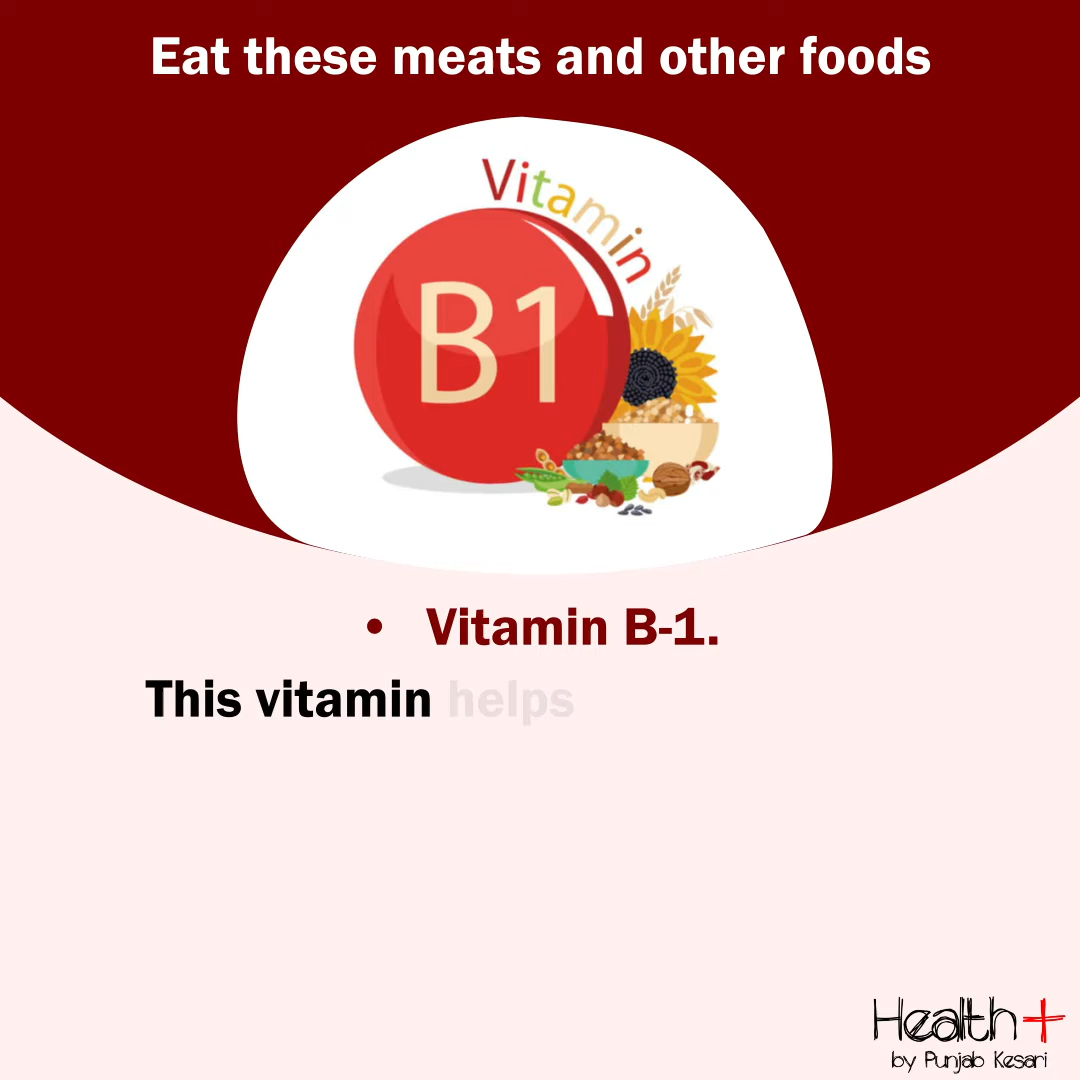 Eat these meats and other foods
Vitamin
B1
• Vitamin B-1.
This vitamin helps
Health+
by Punjab Kesari